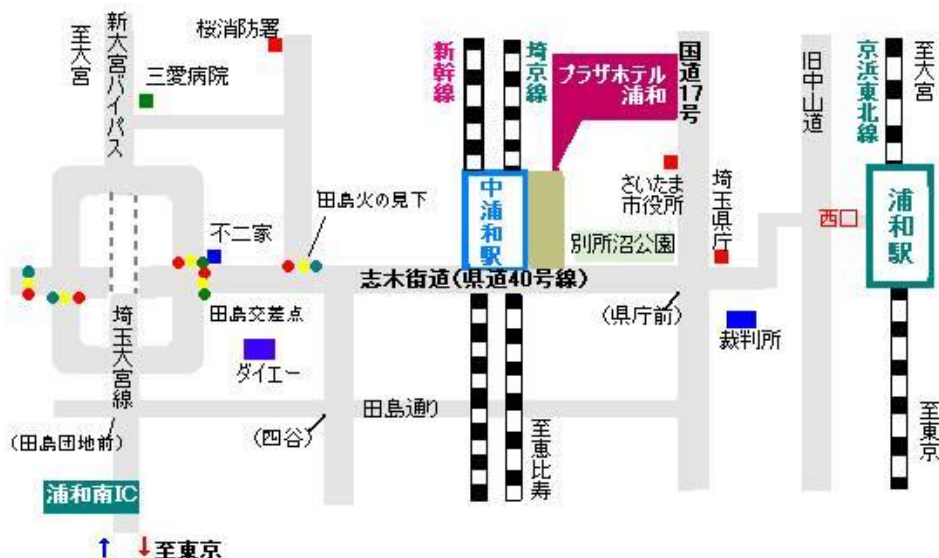 至大宮
新大宮バイパス
桜消防署
三愛病院
新幹線
埼京線
プラザホテル
浦和
国道17号
旧中山道
京浜東北線
至大宮
田島火の見下
中浦和駅
さいたま
市役所
埼玉県庁
西口
浦和駅
不二家
別所沼公園
志木街道(県道40号線)
田島交差点
(県庁前)
裁判所
ダイエー
埼玉大宮線
田島通り
(田島団地前)
(四谷)
至恵比寿
至東京
浦和南IC
↑ ↓至東京